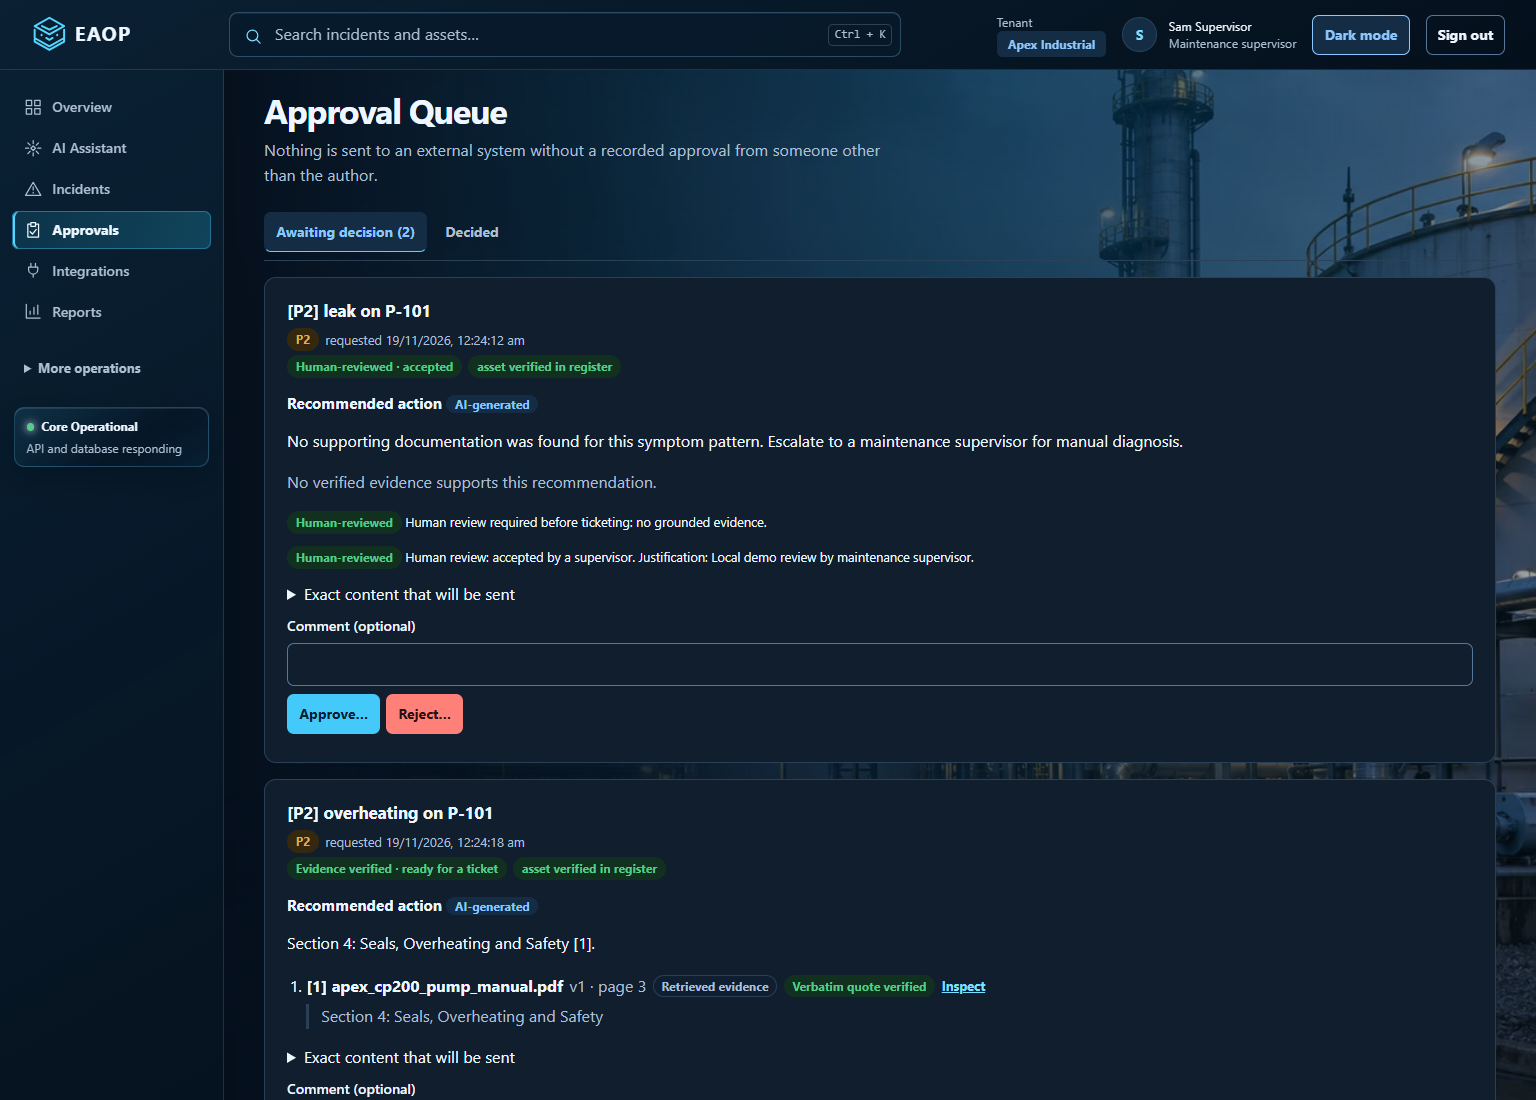 EAOP
Search incidents and assets...
Ctrl + K
Tenant
Apex Industrial
S
Sam Supervisor
Maintenance supervisor
Dark mode
Sign out
Overview
AI Assistant
Incidents
Approvals
Integrations
Reports
More operations
Core Operational
API and database responding
Approval Queue
Nothing is sent to an external system without a recorded approval from someone other
than the author.
Awaiting decision (2)
Decided
[P2] leak on P-101
P2 requested 19/11/2026, 12:24:12 am
Human-reviewed · accepted asset verified in register
Recommended action AI-generated
No supporting documentation was found for this symptom pattern. Escalate to a maintenance supervisor for manual diagnosis.
No verified evidence supports this recommendation.
Human-reviewed Human review required before ticketing: no grounded evidence.
Human-reviewed Human review: accepted by a supervisor. Justification: Local demo review by maintenance supervisor.
Exact content that will be sent
Comment (optional)
Approve... Reject...
[P2] overheating on P-101
P2 requested 19/11/2026, 12:24:18 am
Evidence verified · ready for a ticket asset verified in register
Recommended action AI-generated
Section 4: Seals, Overheating and Safety [1].
1. [1] apex_cp200_pump_manual.pdf v1 · page 3 Retrieved evidence Verbatim quote verified Inspect
Section 4: Seals, Overheating and Safety
Exact content that will be sent
Comment (optional)